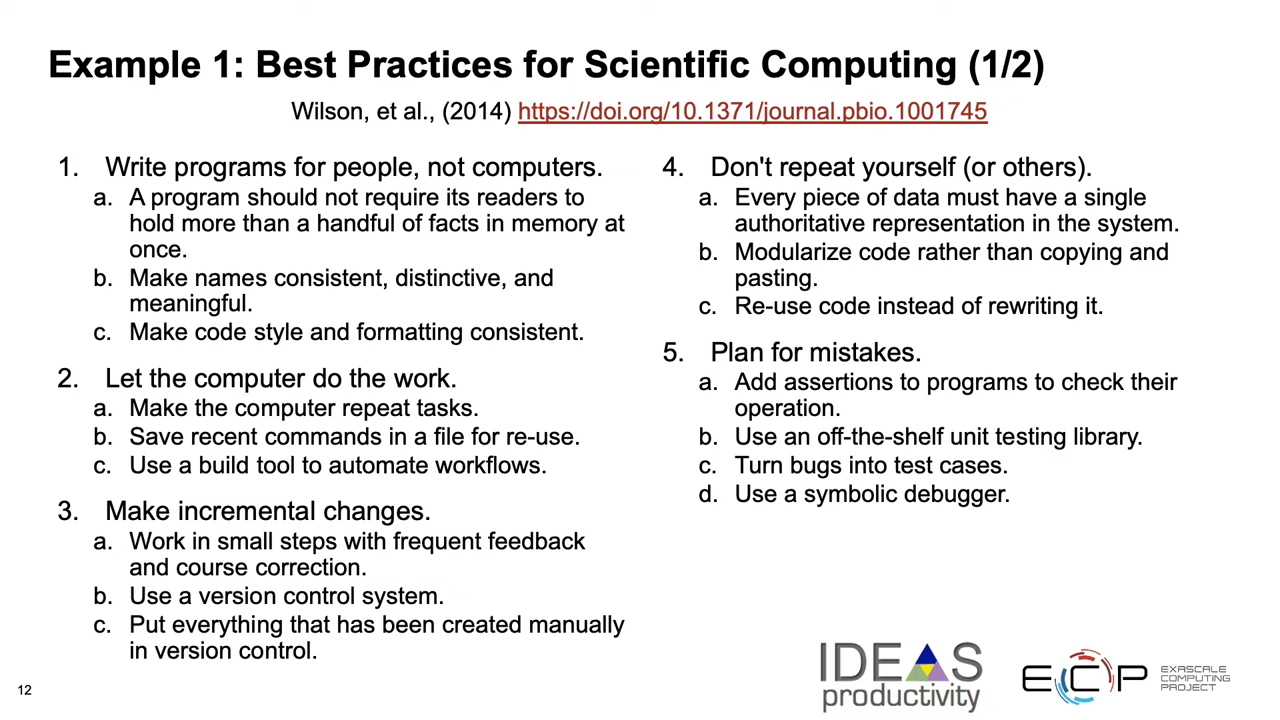 Example 1: Best Practices for Scientific Computing (1/2)
Wilson, et al., (2014) https://doi.org/10.1371/journal.pbio.1001745
1. Write programs for people, not computers.
a. A program should not require its readers to
hold more than a handful of facts in memory at
once.
b. Make names consistent, distinctive, and
meaningful.
c. Make code style and formatting consistent.
2. Let the computer do the work.
a. Make the computer repeat tasks.
b. Save recent commands in a file for re-use.
c. Use a build tool to automate workflows.
3. Make incremental changes.
a. Work in small steps with frequent feedback
and course correction.
b. Use a version control system.
c. Put everything that has been created manually
in version control.
4. Don't repeat yourself (or others).
a. Every piece of data must have a single
authoritative representation in the system.
b. Modularize code rather than copying and
pasting.
c. Re-use code instead of rewriting it.
5. Plan for mistakes.
a. Add assertions to programs to check their
operation.
b. Use an off-the-shelf unit testing library.
c. Turn bugs into test cases.
d. Use a symbolic debugger.
12
IDEAS
productivity
ECP
EXASCALE
COMPUTING
PROJECT